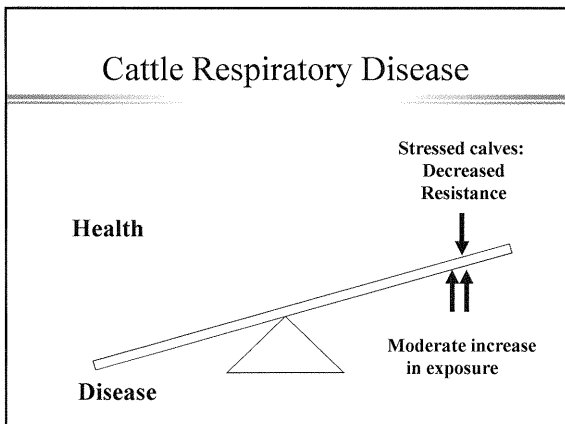 Cattle Respiratory Disease
Stressed calves:
Decreased
Resistance
Health
Moderate increase
in exposure
Disease